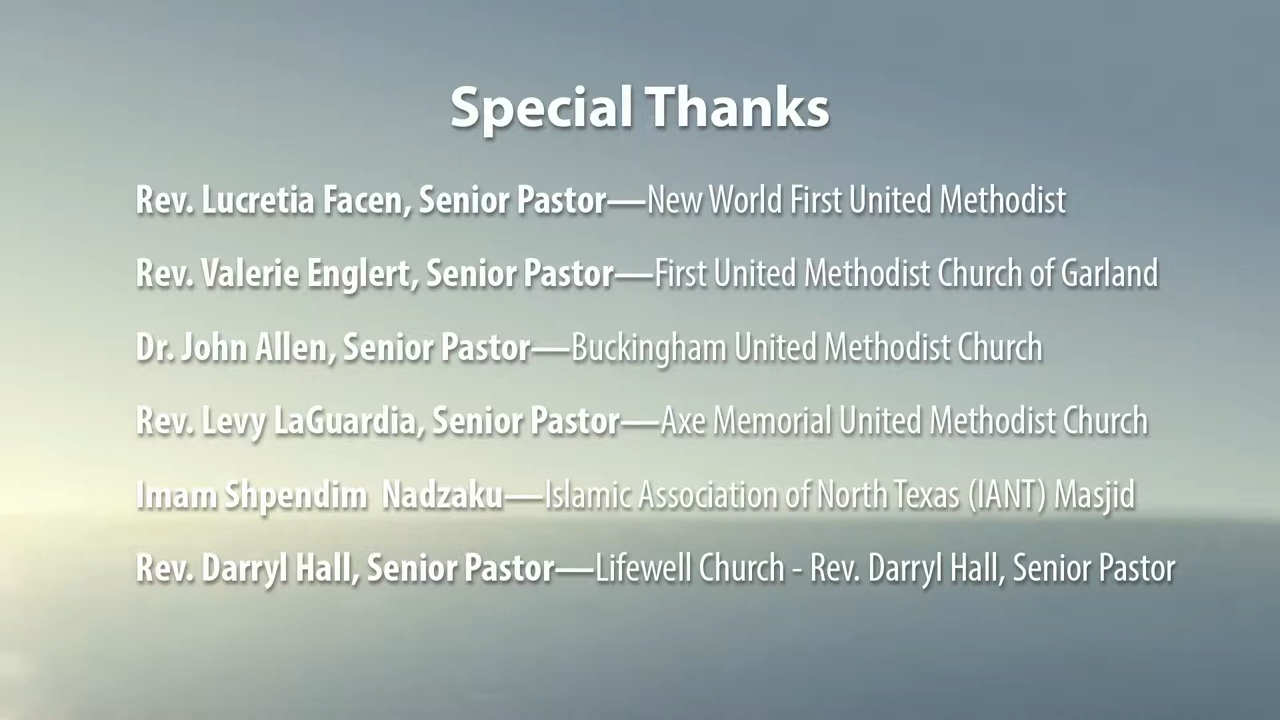 Special Thanks
Rev. Lucretia Facen, Senior Pastor—New World First United Methodist
Rev. Valerie Englert, Senior Pastor—First United Methodist Church of Garland
Dr. John Allen, Senior Pastor—Buckingham United Methodist Church
Rev. Levy LaGuardia, Senior Pastor—Axe Memorial United Methodist Church
Imam Shpendim  Nadzaku—Islamic Association of North Texas (IANT) Masjid
Rev. Darryl Hall, Senior Pastor—Lifewell Church - Rev. Darryl Hall, Senior Pastor